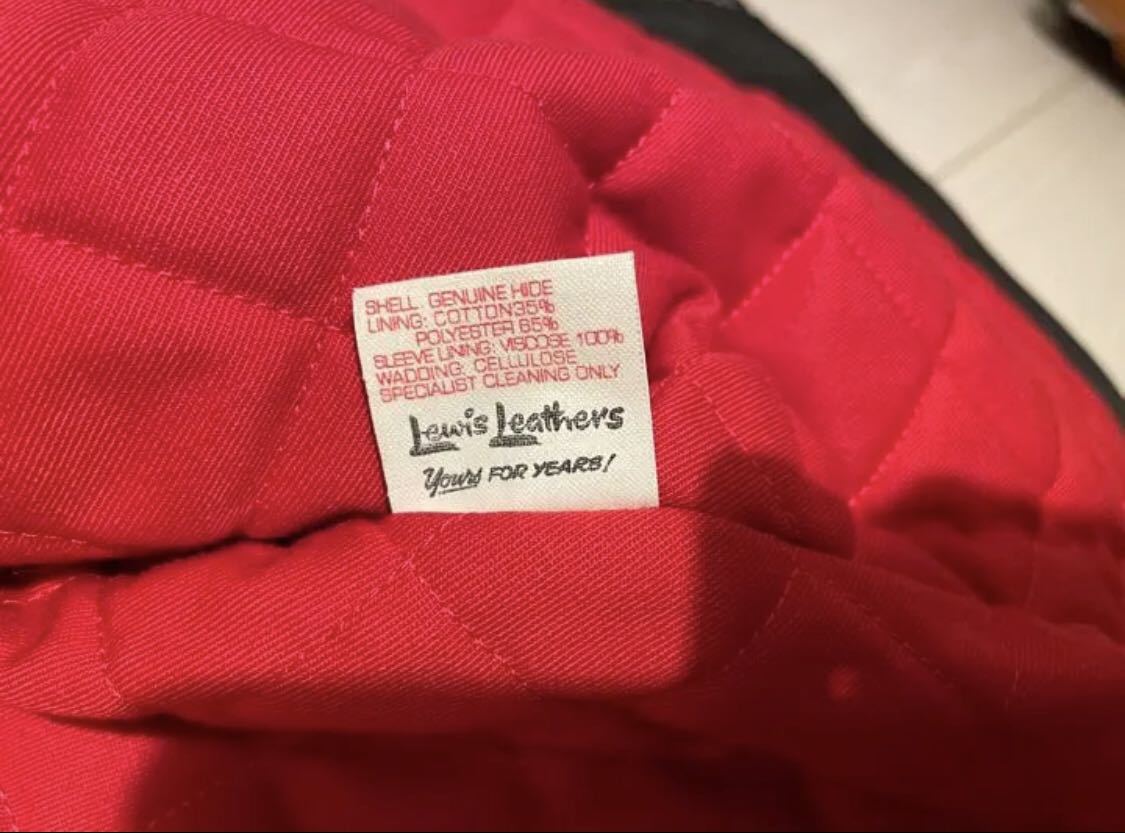 SHELL: GENUINE HIDE
LINING: COTTON 35%
POLYESTER 65%
SLEEVE LINING: VISCOSE 100%
WADDING: CELLULOSE
SPECIALIST CLEANING ONLY
Lewis Leathers
Yours FOR YEARS!